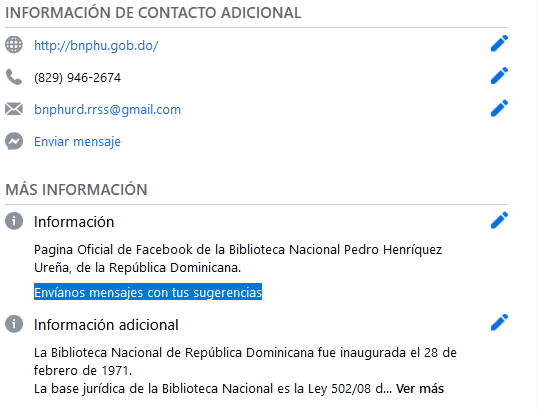 INFORMACIÓN DE CONTACTO ADICIONAL
http://bnphu.gob.do/
(829) 946-2674
bnphurd.rrss@gmail.com
Enviar mensaje
MÁS INFORMACIÓN
Información
Pagina Oficial de Facebook de la Biblioteca Nacional Pedro Henríquez
Ureña, de la República Dominicana.
Envíanos mensajes con tus sugerencias
Información adicional
La Biblioteca Nacional de República Dominicana fue inaugurada el 28 de
febrero de 1971.
La base jurídica de la Biblioteca Nacional es la Ley 502/08 d... Ver más